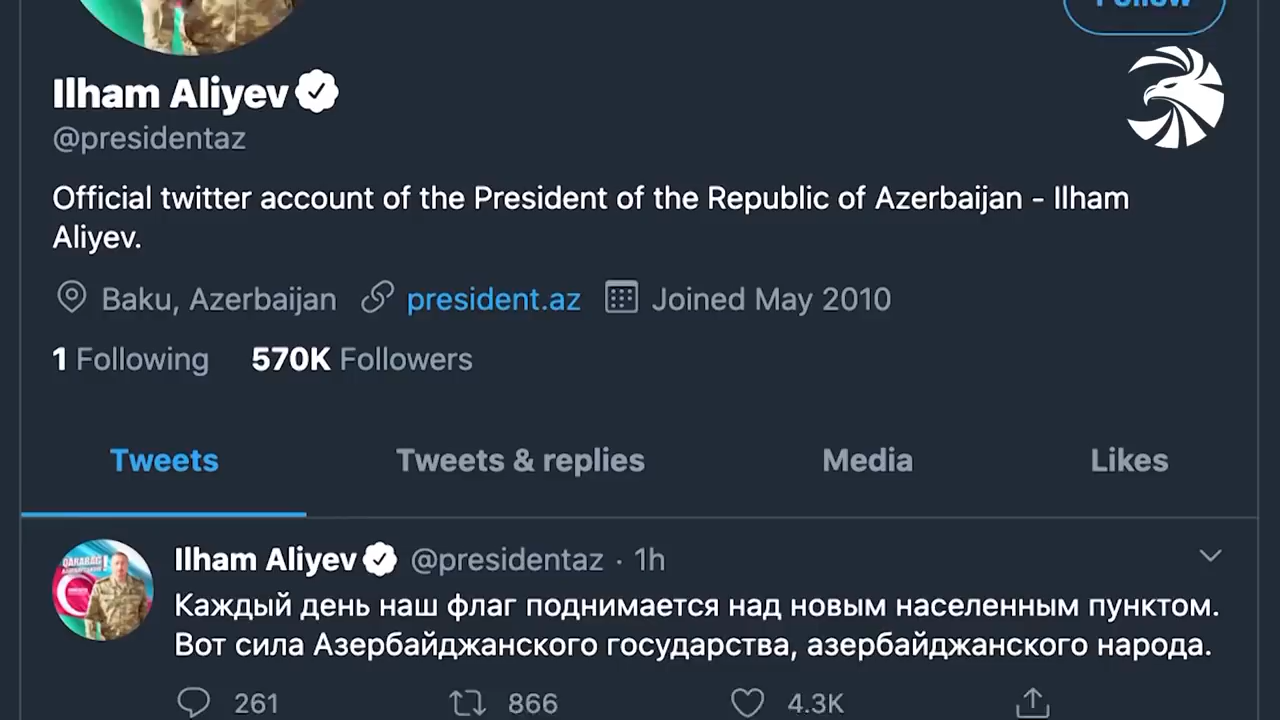 Follow
Ilham Aliyev
@presidentaz
Official twitter account of the President of the Republic of Azerbaijan - Ilham
Aliyev.
Baku, Azerbaijan president.az Joined May 2010
1 Following 570K Followers
Tweets Tweets & replies Media Likes
QARABAĞ
Ilham Aliyev @presidentaz · 1h
Каждый день наш флаг поднимается над новым населенным пунктом.
Вот сила Азербайджанского государства, азербайджанского народа.
261 866 4.3K